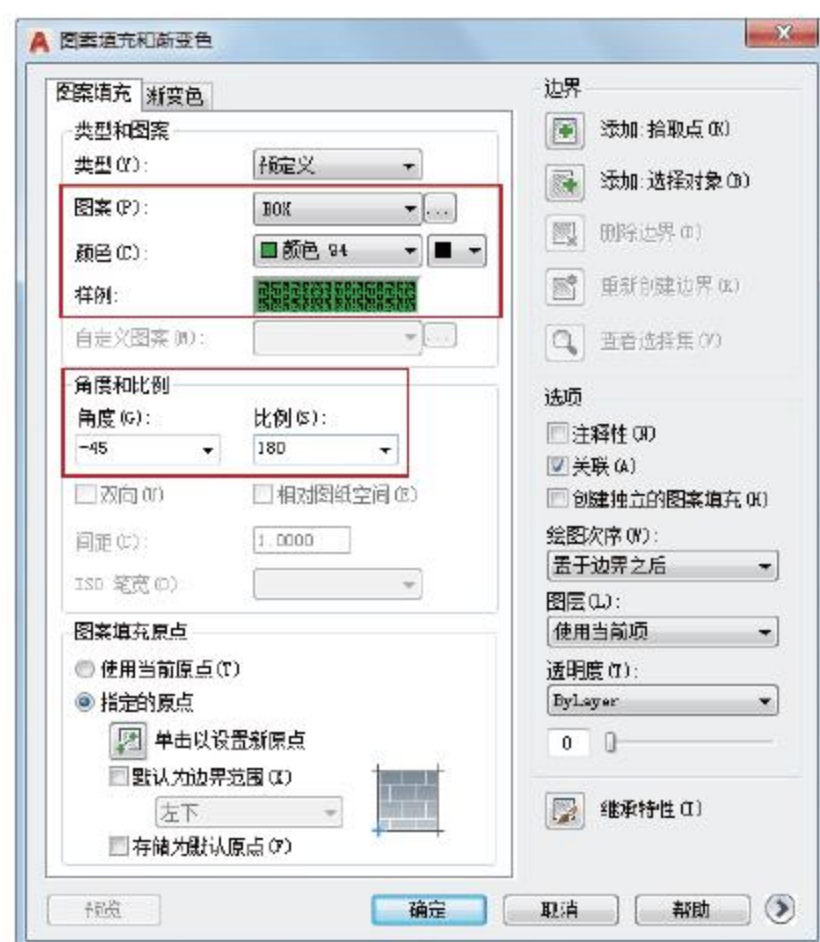 图案填充和渐变色
图案填充 渐变色
类型和图案
类型(Y):
预定义
图案(P):
BOX
...
颜色(C):
颜色 94
样例:
自定义图案(M):
...
角度和比例
角度(G):
比例(S):
-45
180
双向(U)
相对图纸空间(E)
间距(C):
1.0000
ISO 笔宽(O)
图案填充原点
使用当前原点(T)
指定的原点
单击以设置新原点
默认为边界范围(X)
左下
存储为默认原点(F)
边界
添加:拾取点(K)
添加:选择对象(B)
删除边界(D)
重新创建边界(R)
查看选择集(V)
选项
注释性(N)
关联(A)
创建独立的图案填充(H)
绘图次序(W):
置于边界之后
图层(L):
使用当前项
透明度(T):
ByLayer
0
继承特性(I)
预览
确定
取消
帮助